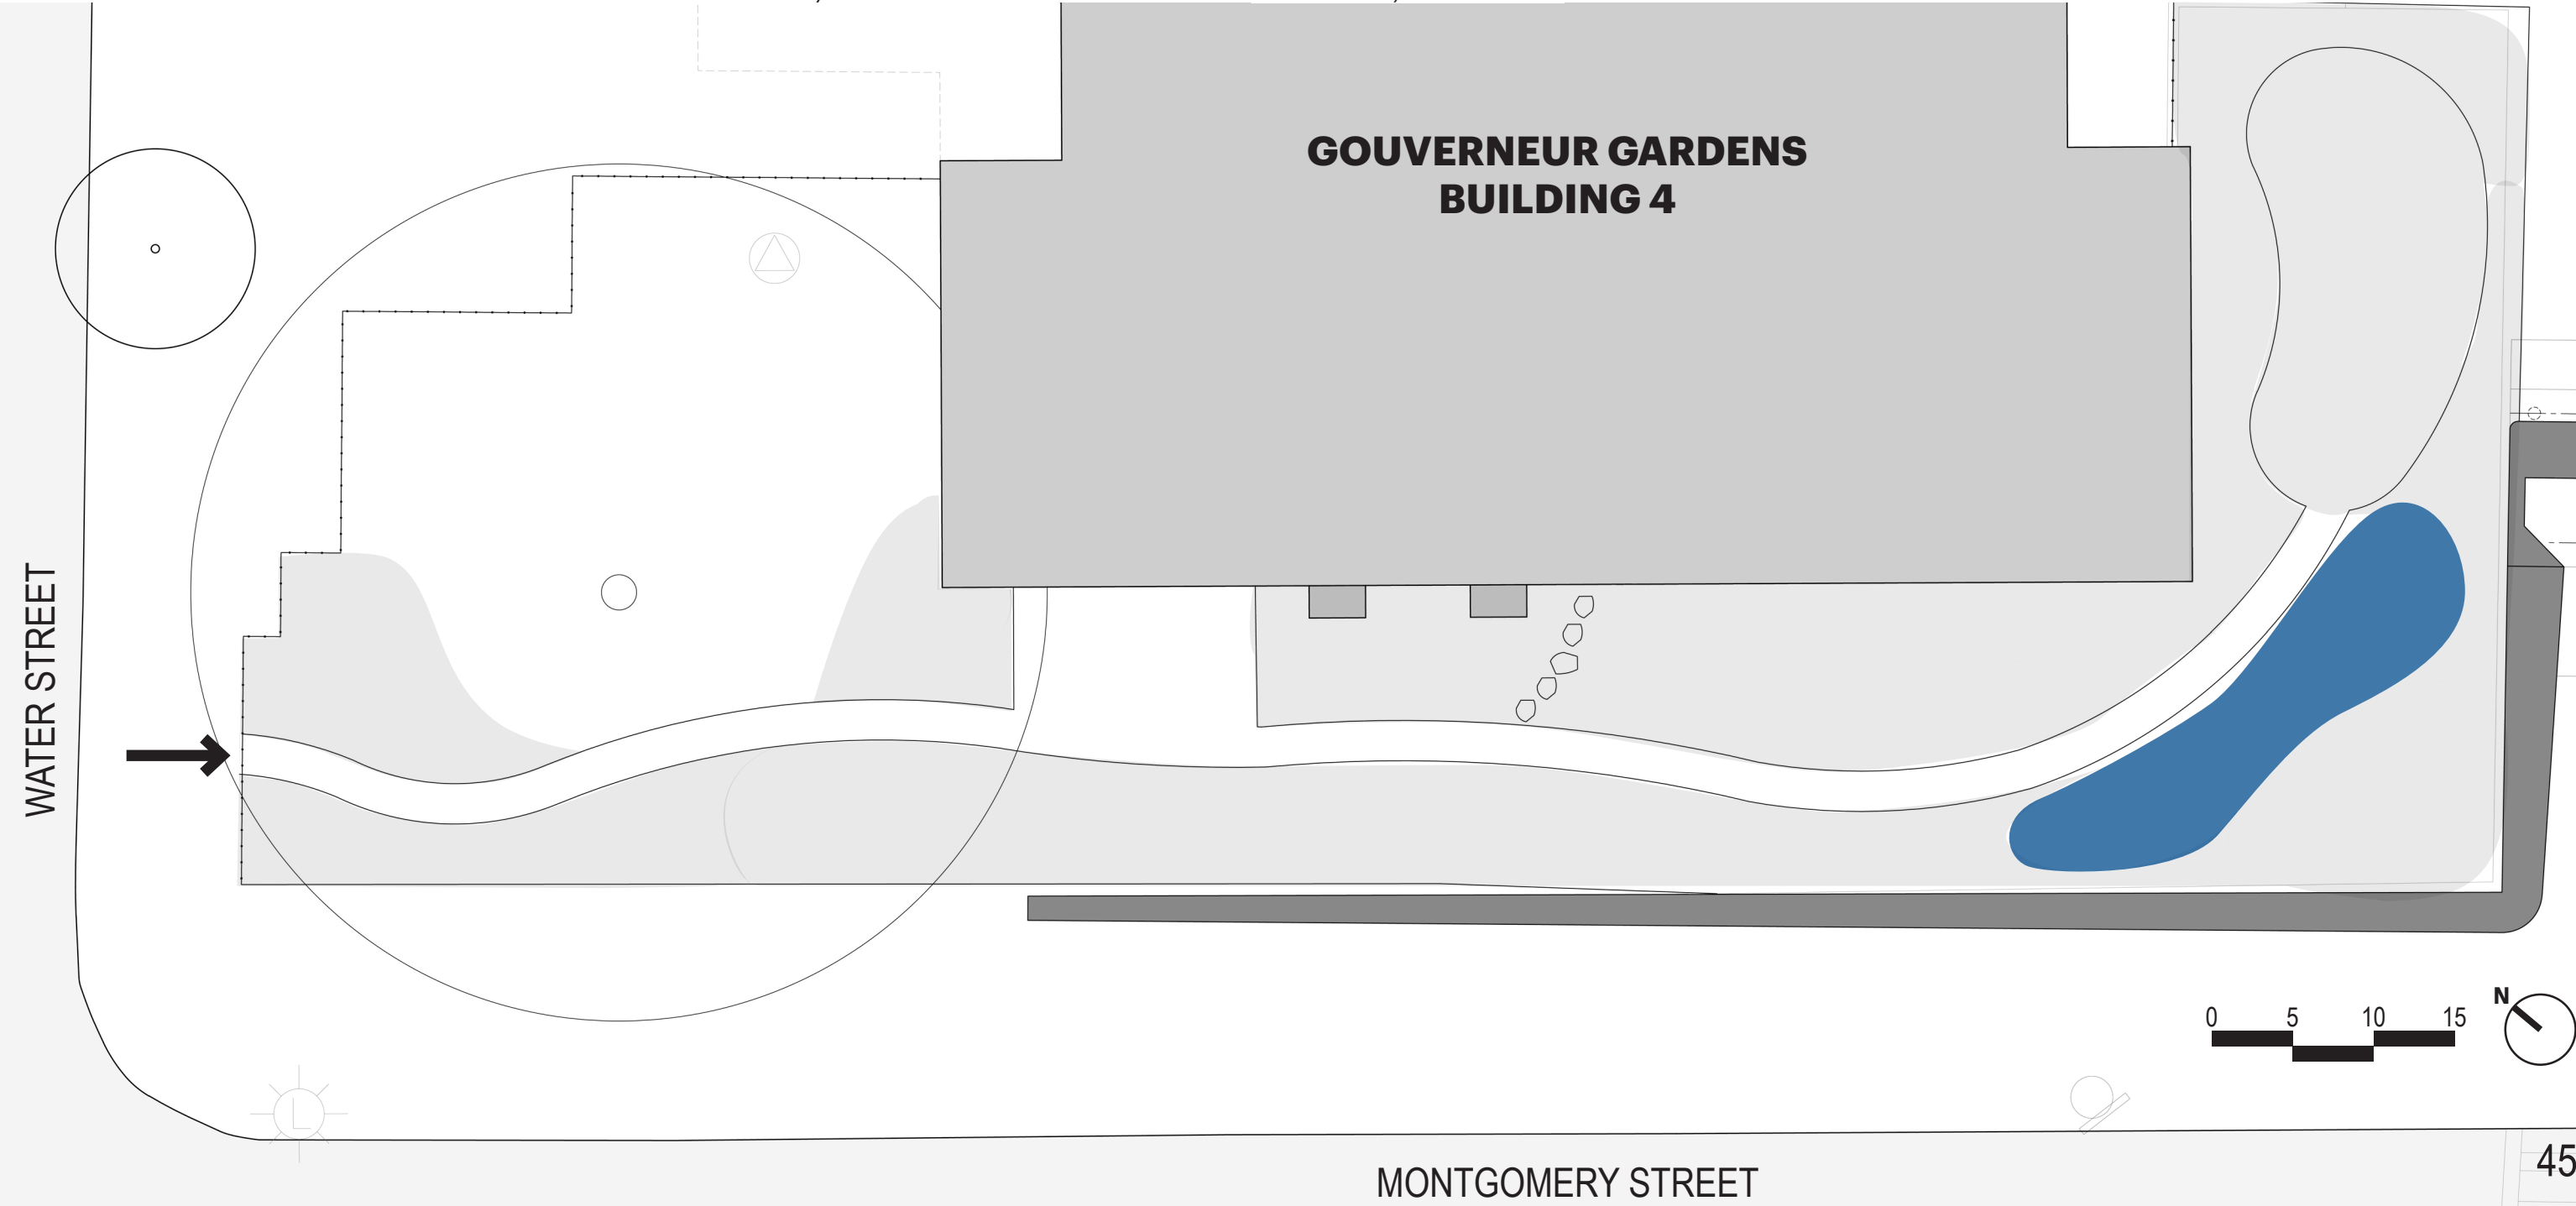 GOUVERNEUR GARDENS
BUILDING 4
WATER STREET
L
0 5 10 15
N
MONTGOMERY STREET
45